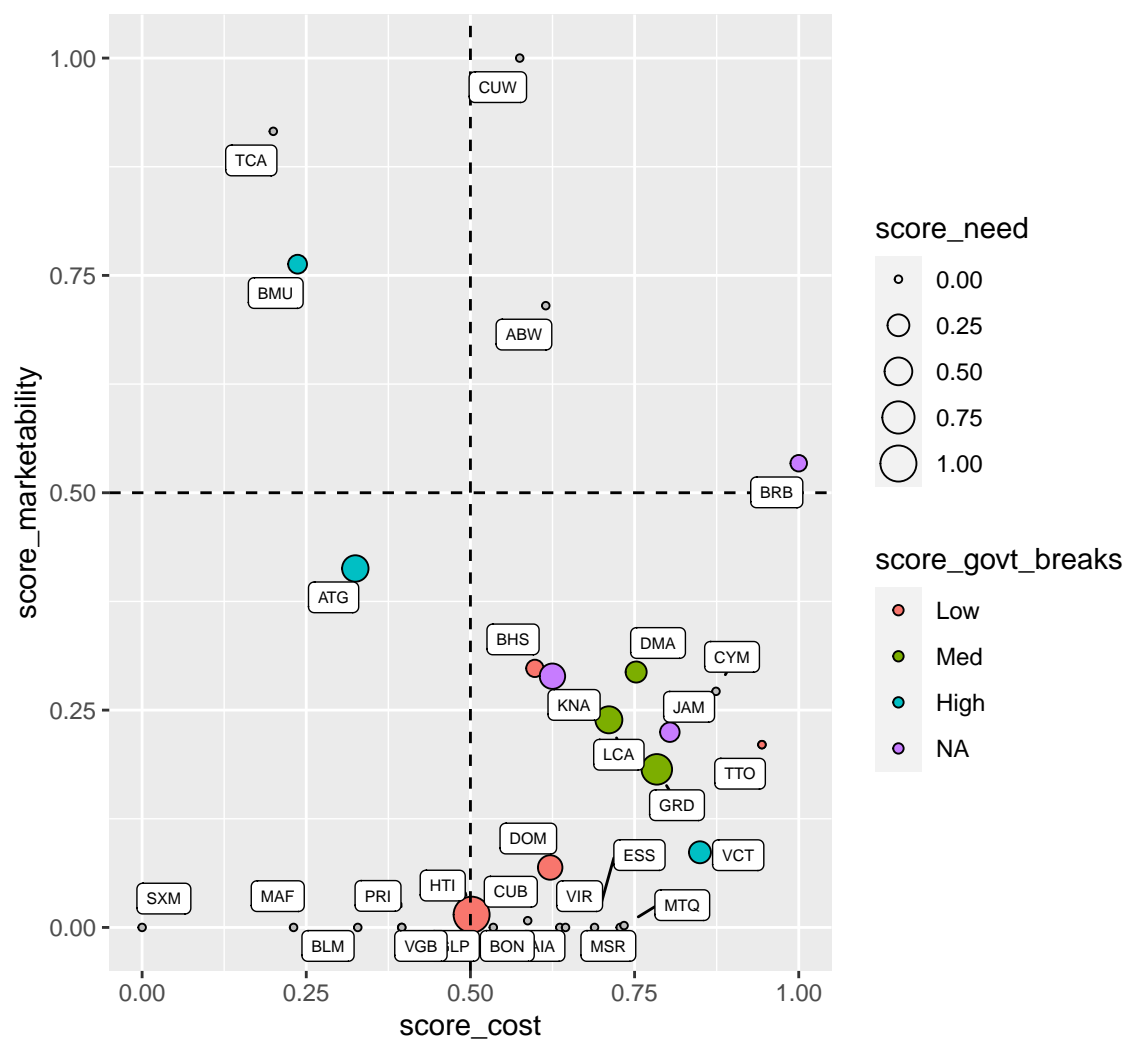 1.00
0.75
0.50
0.25
0.00
score_marketability
CUW
TCA
BMU
ABW
BRB
ATG
BHS
DMA
CYM
KNA
JAM
LCA
TTO
GRD
DOM
ESS
VCT
HTI
CUB
VIR
MTQ
SXM
MAF
PRI
BLM
VGB
BON
AIA
MSR
0.00
0.25
0.50
0.75
1.00
score_cost
score_need
0.00
0.25
0.50
0.75
1.00
score_govt_breaks
Low
Med
High
NA